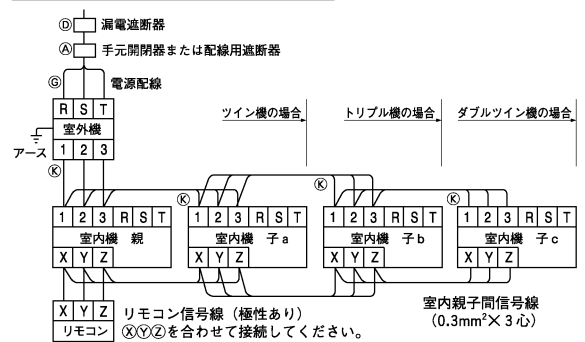 Ⓓ 漏電遮断器
Ⓐ 手元開閉器または配線用遮断器
Ⓖ 電源配線
R S T
室外機
アース
1 2 3
Ⓚ
ツイン機の場合
トリプル機の場合
ダブルツイン機の場合
Ⓚ
Ⓚ
Ⓚ
1 2 3 R S T
室内機 親
X Y Z
1 2 3 R S T
室内機 子a
X Y Z
1 2 3 R S T
室内機 子b
X Y Z
1 2 3 R S T
室内機 子c
X Y Z
X Y Z
リモコン
リモコン信号線(極性あり)
ⓍⓎⓏを合わせて接続してください。
室内親子間信号線
(0.3mm²×3心)